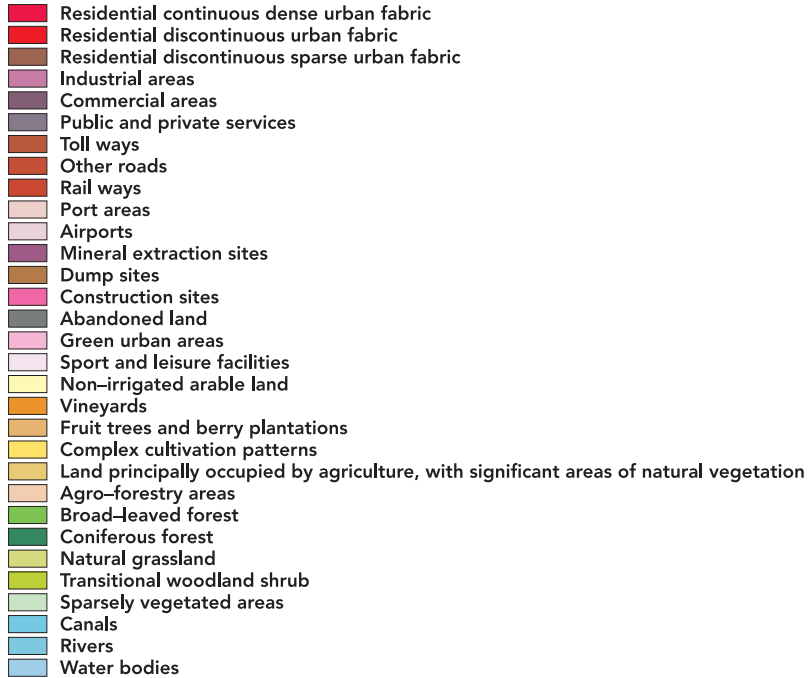 Residential continuous dense urban fabric
Residential discontinuous urban fabric
Residential discontinuous sparse urban fabric
Industrial areas
Commercial areas
Public and private services
Toll ways
Other roads
Rail ways
Port areas
Airports
Mineral extraction sites
Dump sites
Construction sites
Abandoned land
Green urban areas
Sport and leisure facilities
Non–irrigated arable land
Vineyards
Fruit trees and berry plantations
Complex cultivation patterns
Land principally occupied by agriculture, with significant areas of natural vegetation
Agro–forestry areas
Broad–leaved forest
Coniferous forest
Natural grassland
Transitional woodland shrub
Sparsely vegetated areas
Canals
Rivers
Water bodies